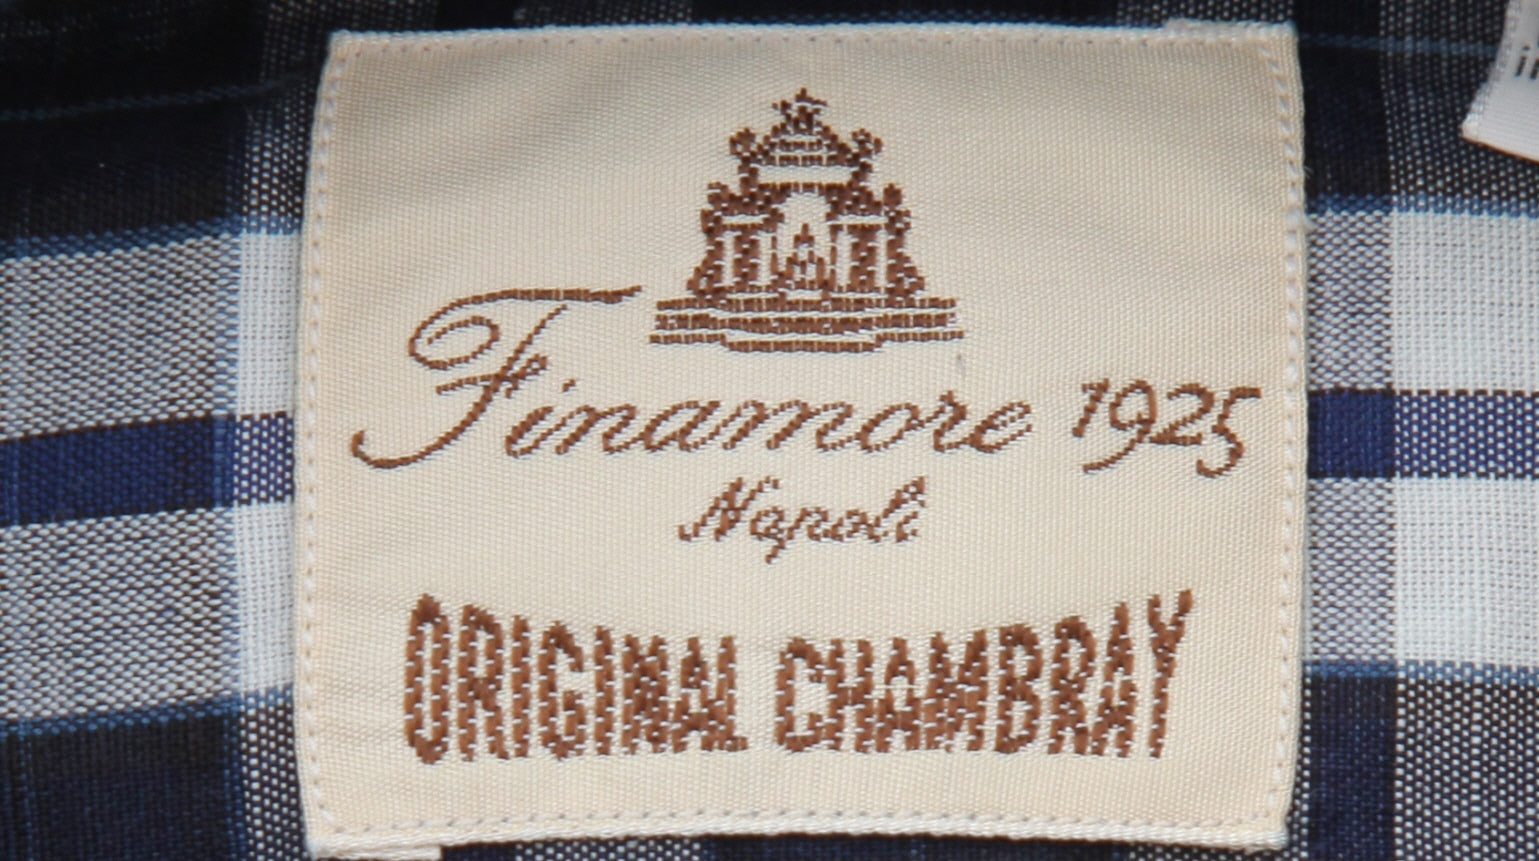 Finamore 1925
Napoli
ORIGINAL CHAMBRAY